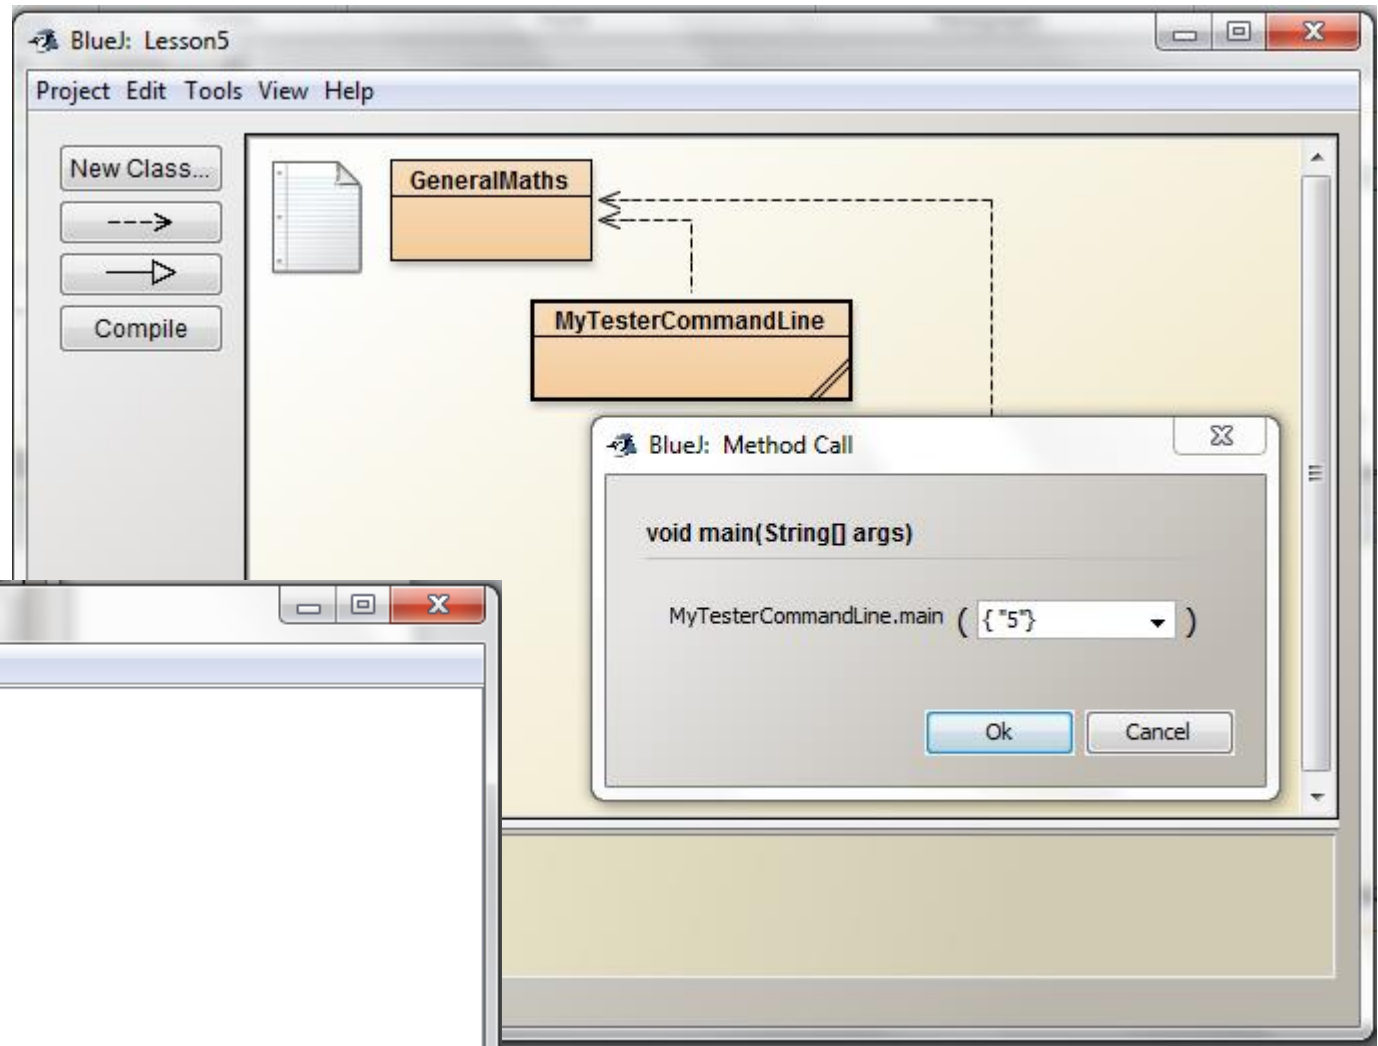 BlueJ: Lesson5
Project Edit Tools View Help
New Class...
Compile
GeneralMaths
MyTesterCommandLine
BlueJ: Method Call
void main(String[] args)
MyTesterCommandLine.main ( { "5"} )
Ok Cancel